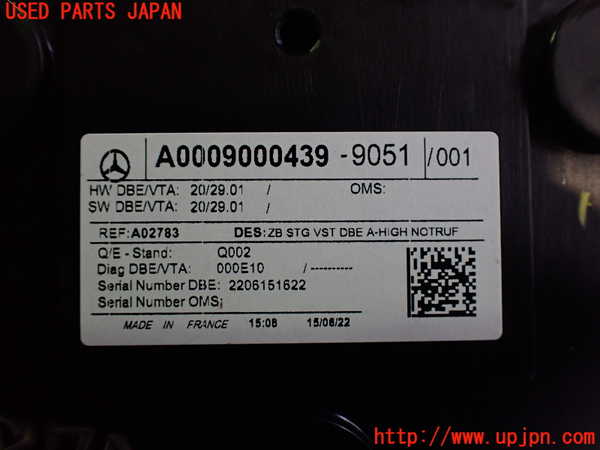 USED PARTS JAPAN
A0009000439 -9051 /001
HW DBE/VTA: 20/29.01 / OMS:
SW DBE/VTA: 20/29.01 /
REF:A02783 DES:ZB STG VST DBE A-HIGH NOTRUF
Q/E - Stand: Q002
Diag DBE/VTA: 000E10 /----------
Serial Number DBE: 2206151622
Serial Number OMS:
MADE IN FRANCE 15:08 15/06/22
http://www.upjpn.com/